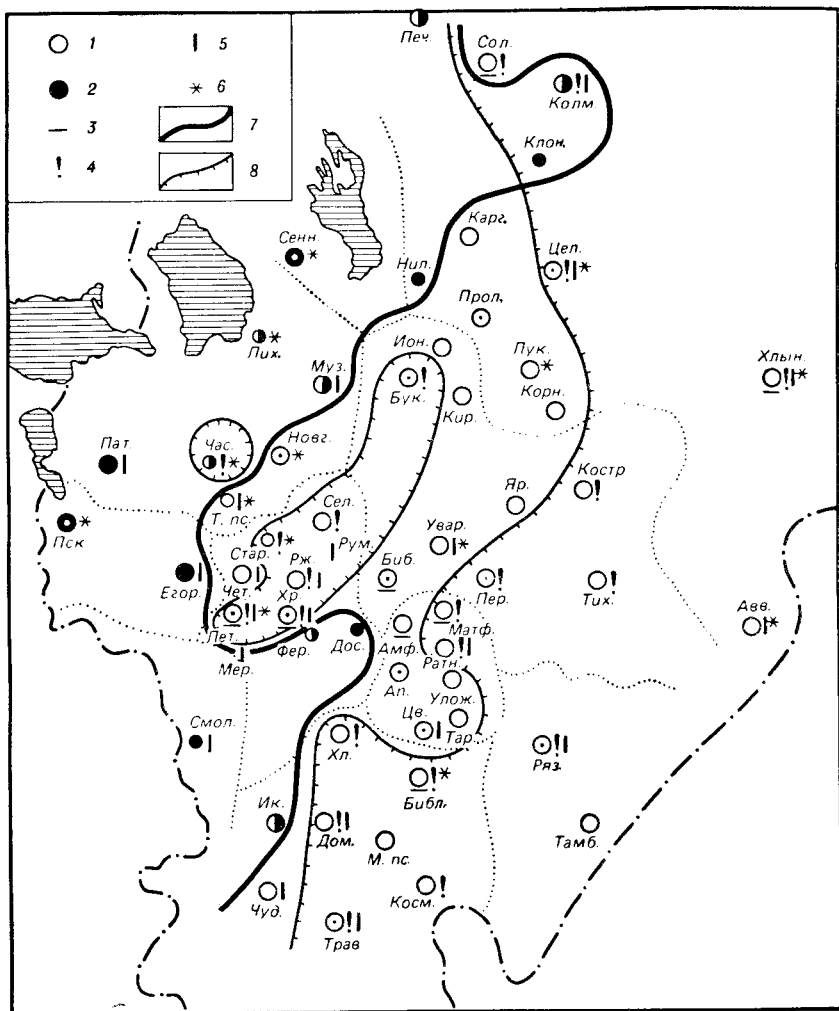 1 5
2 6
3 7
4 8
Печ.
Сол.
Колм.
Клон.
Карг.
Сенн.
Нил.
Цел.
Прол.
Пих.
Ион.
Пук.
Хлын.
Муз.
Бук.
Кир.
Корн.
Час.
Новг.
Пат.
Костр
Т. пс.
Сел.
Яр.
Пск
Увар.
Рум.
Стар.
Рж.
Биб.
Егор.
Чет.
Хр.
Пер.
Тих.
Авв.
Лет.
Матф.
Амф.
Мер.
Фер.
Дос.
Ратн.
Ап.
Улож.
Смол.
Цв.
Тар.
Хл.
Ряз.
Библ.
Ик.
Дом.
М. пс.
Тамб.
Чуд.
Косм.
Трав